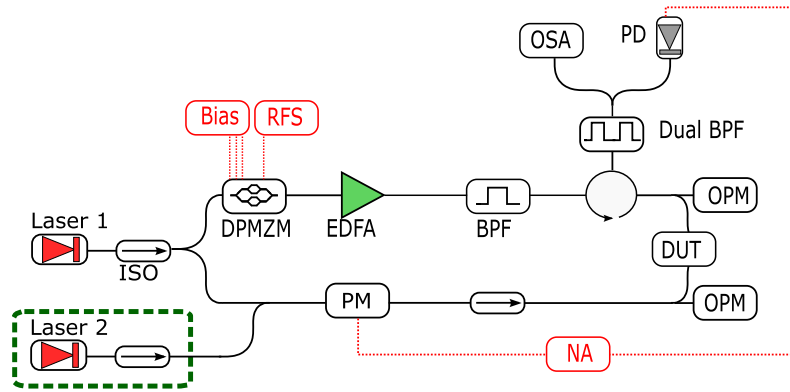 OSA
PD
Dual BPF
Bias
RFS
DPMZM
EDFA
BPF
OPM
Laser 1
ISO
DUT
PM
OPM
Laser 2
NA